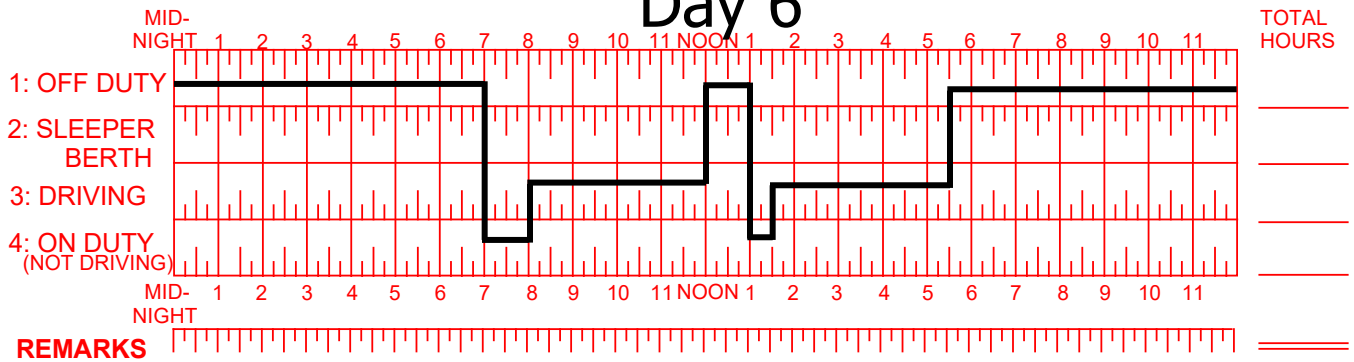 Day 6
MID-
NIGHT 1 2 3 4 5 6 7 8 9 10 11 NOON 1 2 3 4 5 6 7 8 9 10 11
TOTAL
HOURS
1: OFF DUTY
2: SLEEPER
BERTH
3: DRIVING
4: ON DUTY
(NOT DRIVING)
MID-
NIGHT
1 2 3 4 5 6 7 8 9 10 11 NOON 1 2 3 4 5 6 7 8 9 10 11
REMARKS